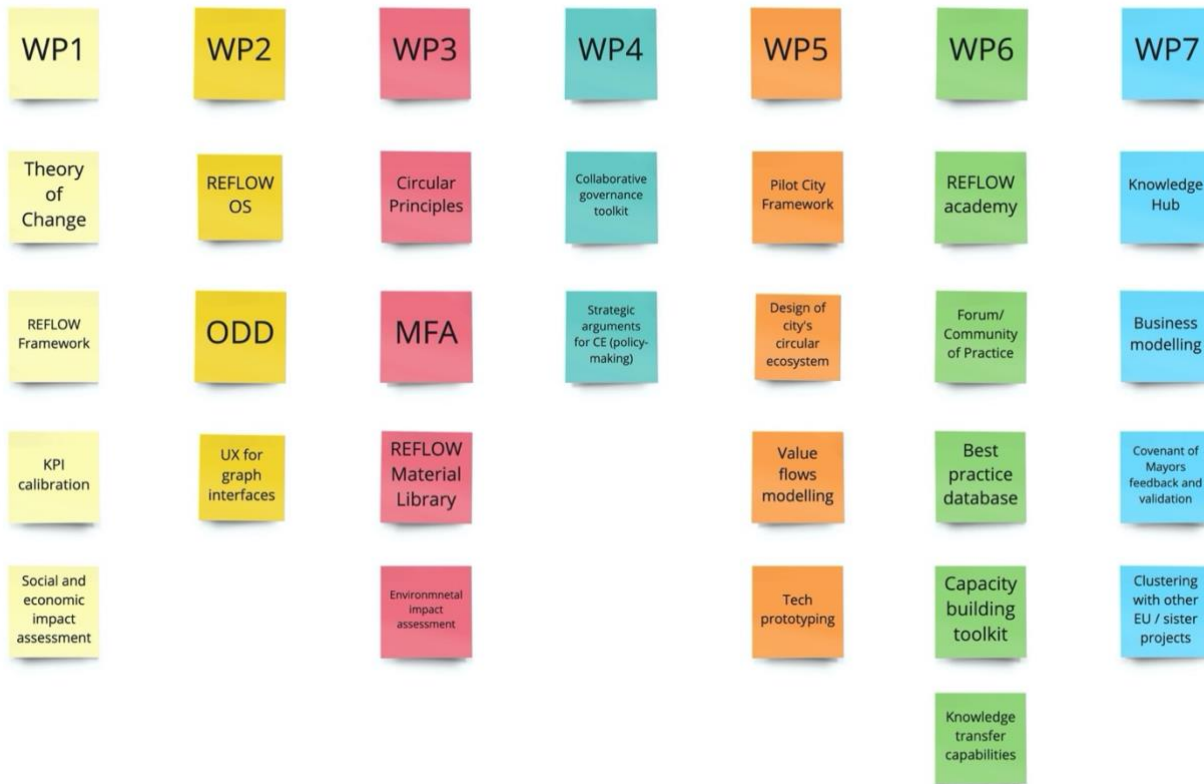 WP1
WP2
WP3
WP4
WP5
WP6
WP7
Theory
of
Change
REFLOW
OS
Circular
Principles
Collaborative
governance
toolkit
Pilot City
Framework
REFLOW
academy
Knowledge
Hub
REFLOW
Framework
ODD
MFA
Strategic
arguments
for CE (policy-
making)
Design of
city's
circular
ecosystem
Forum/
Community
of Practice
Business
modelling
KPI
calibration
UX for
graph
interfaces
REFLOW
Material
Library
Value
flows
modelling
Best
practice
database
Covenant of
Mayors
feedback and
validation
Social and
economic
impact
assessment
Environmnetal
impact
assessment
Tech
prototyping
Capacity
building
toolkit
Clustering
with other
EU / sister
projects
Knowledge
transfer
capabilities